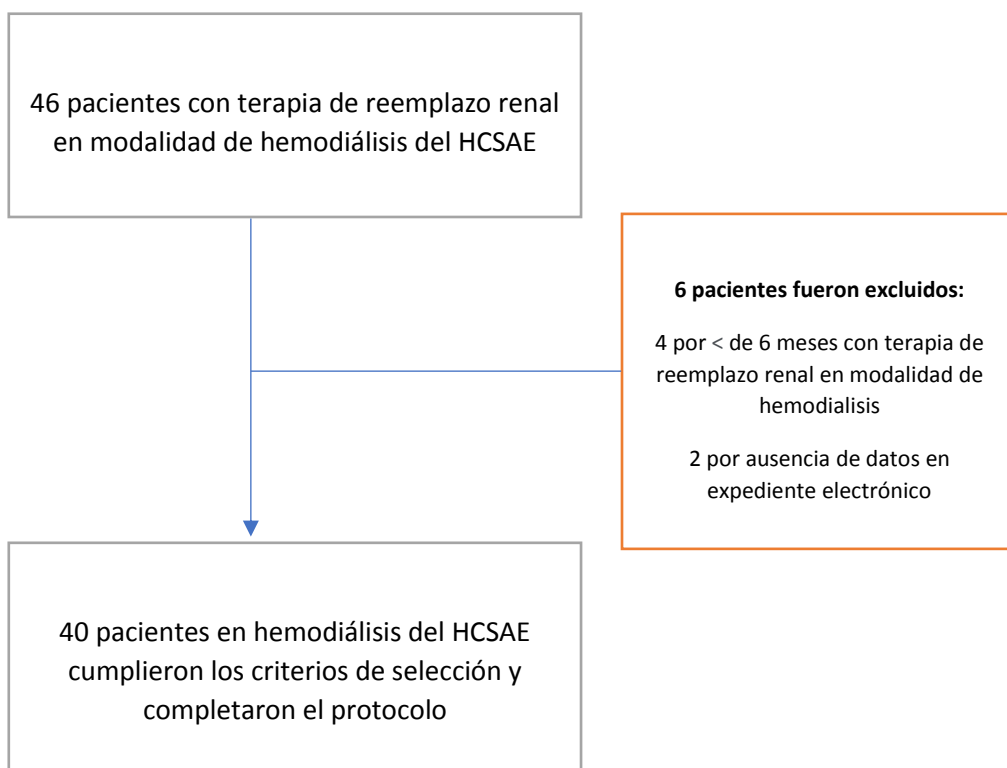 46 pacientes con terapia de reemplazo renal
en modalidad de hemodiálisis del HCSAE
6 pacientes fueron excluidos:
4 por < de 6 meses con terapia de
reemplazo renal en modalidad de
hemodialisis
2 por ausencia de datos en
expediente electrónico
40 pacientes en hemodiálisis del HCSAE
cumplieron los criterios de selección y
completaron el protocolo